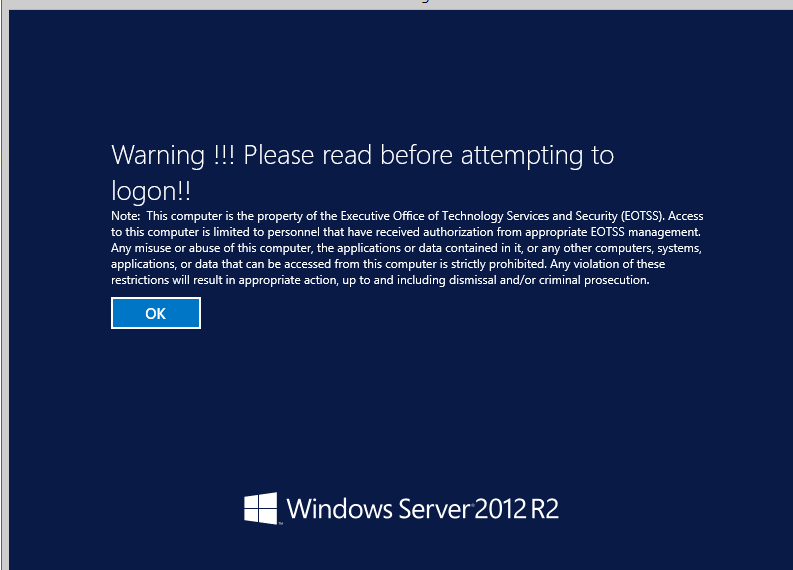 Warning !!! Please read before attempting to
logon!!
Note:  This computer is the property of the Executive Office of Technology Services and Security (EOTSS). Access
to this computer is limited to personnel that have received authorization from appropriate EOTSS management.
Any misuse or abuse of this computer, the applications or data contained in it, or any other computers, systems,
applications, or data that can be accessed from this computer is strictly prohibited. Any violation of these
restrictions will result in appropriate action, up to and including dismissal and/or criminal prosecution.
OK
Windows Server 2012 R2